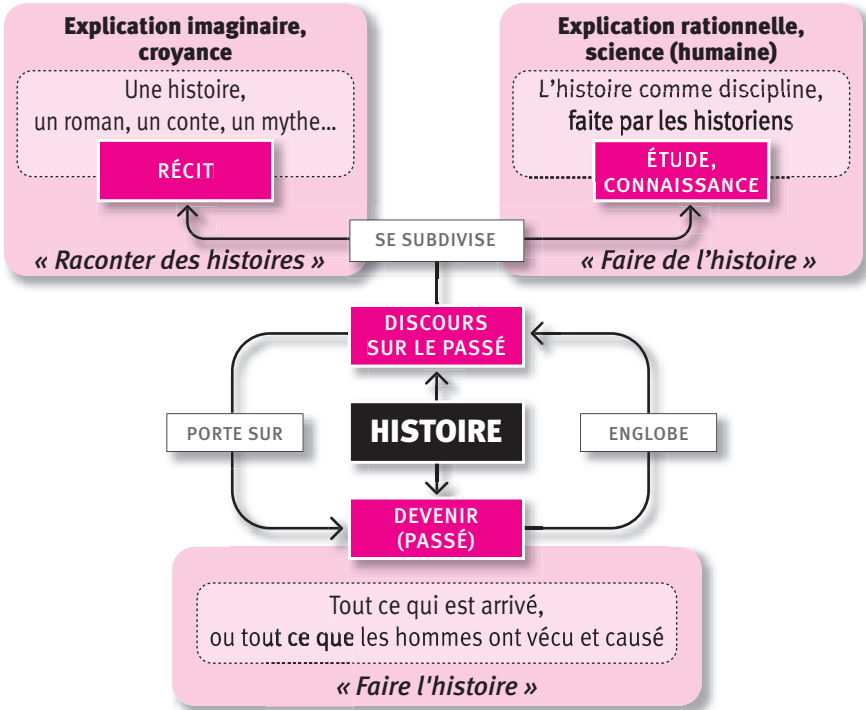 Explication imaginaire,
croyance
Une histoire,
un roman, un conte, un mythe…
RÉCIT
« Raconter des histoires »
Explication rationnelle,
science (humaine)
L’histoire comme discipline,
faite par les historiens
ÉTUDE,
CONNAISSANCE
« Faire de l’histoire »
SE SUBDIVISE
DISCOURS
SUR LE PASSÉ
PORTE SUR
HISTOIRE
ENGLOBE
DEVENIR
(PASSÉ)
Tout ce qui est arrivé,
ou tout ce que les hommes ont vécu et causé
« Faire l'histoire »